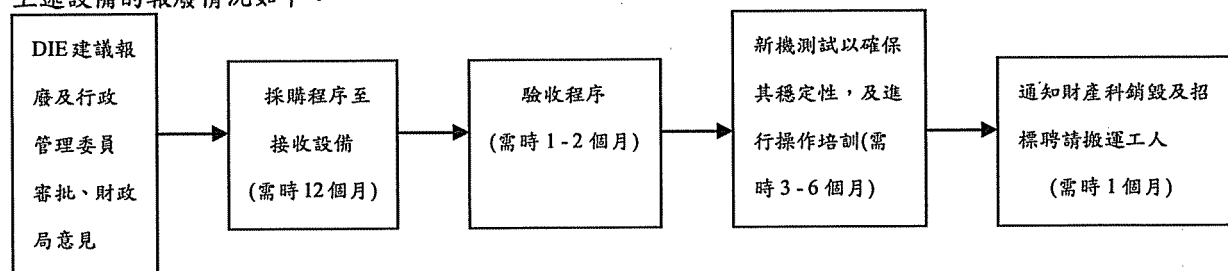 上述設備的報廢情況如下：
DIE建議報
廢及行政
管理委員
審批、財政
局意見
採購程序至
接收設備
(需時12個月)
驗收程序
(需時1-2個月)
新機測試以確保
其穩定性，及進
行操作培訓(需
時3-6個月)
通知財產科銷毀及招
標聘請搬運工人
(需時1個月)